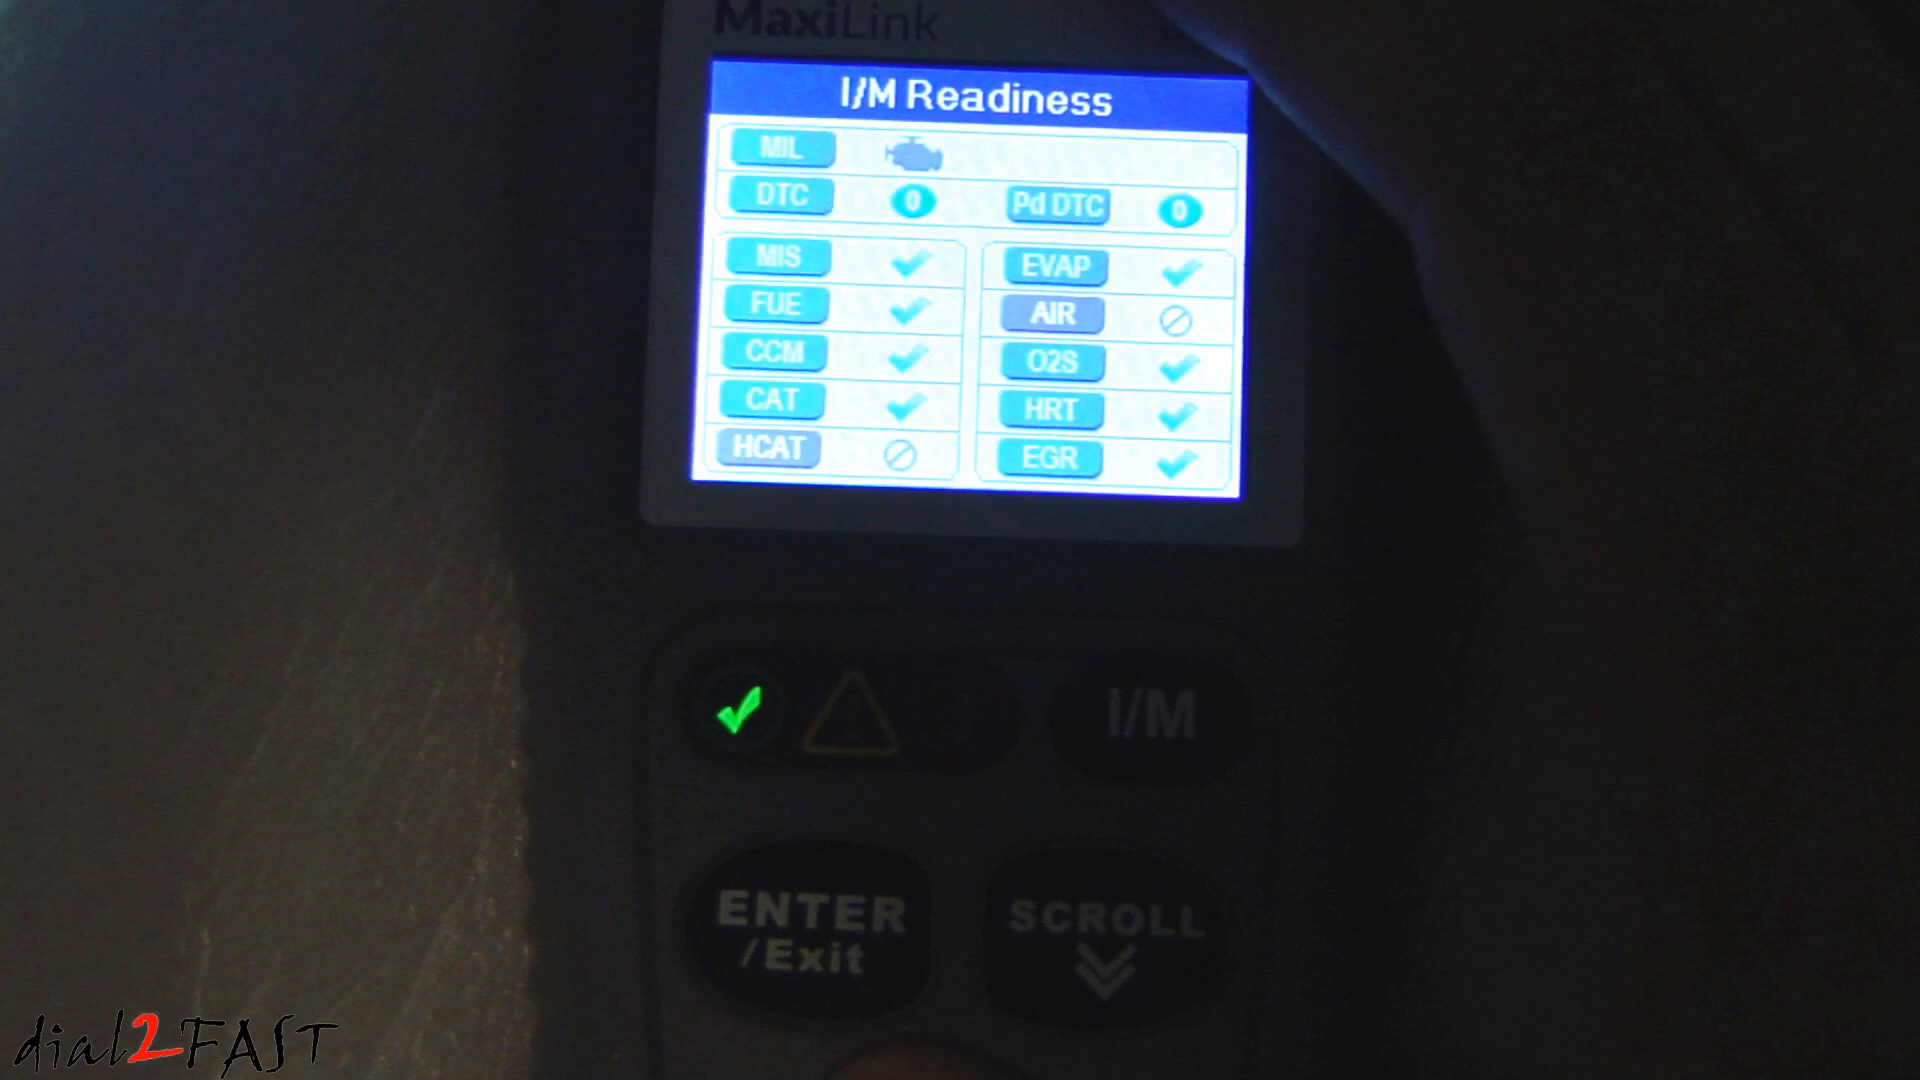 MaxiLink
I/M Readiness
MIL
DTC 0 Pd DTC 0
MIS EVAP
FUE AIR
CCM O2S
CAT HRT
HCAT EGR
I/M
ENTER SCROLL
/Exit
dial2FAST